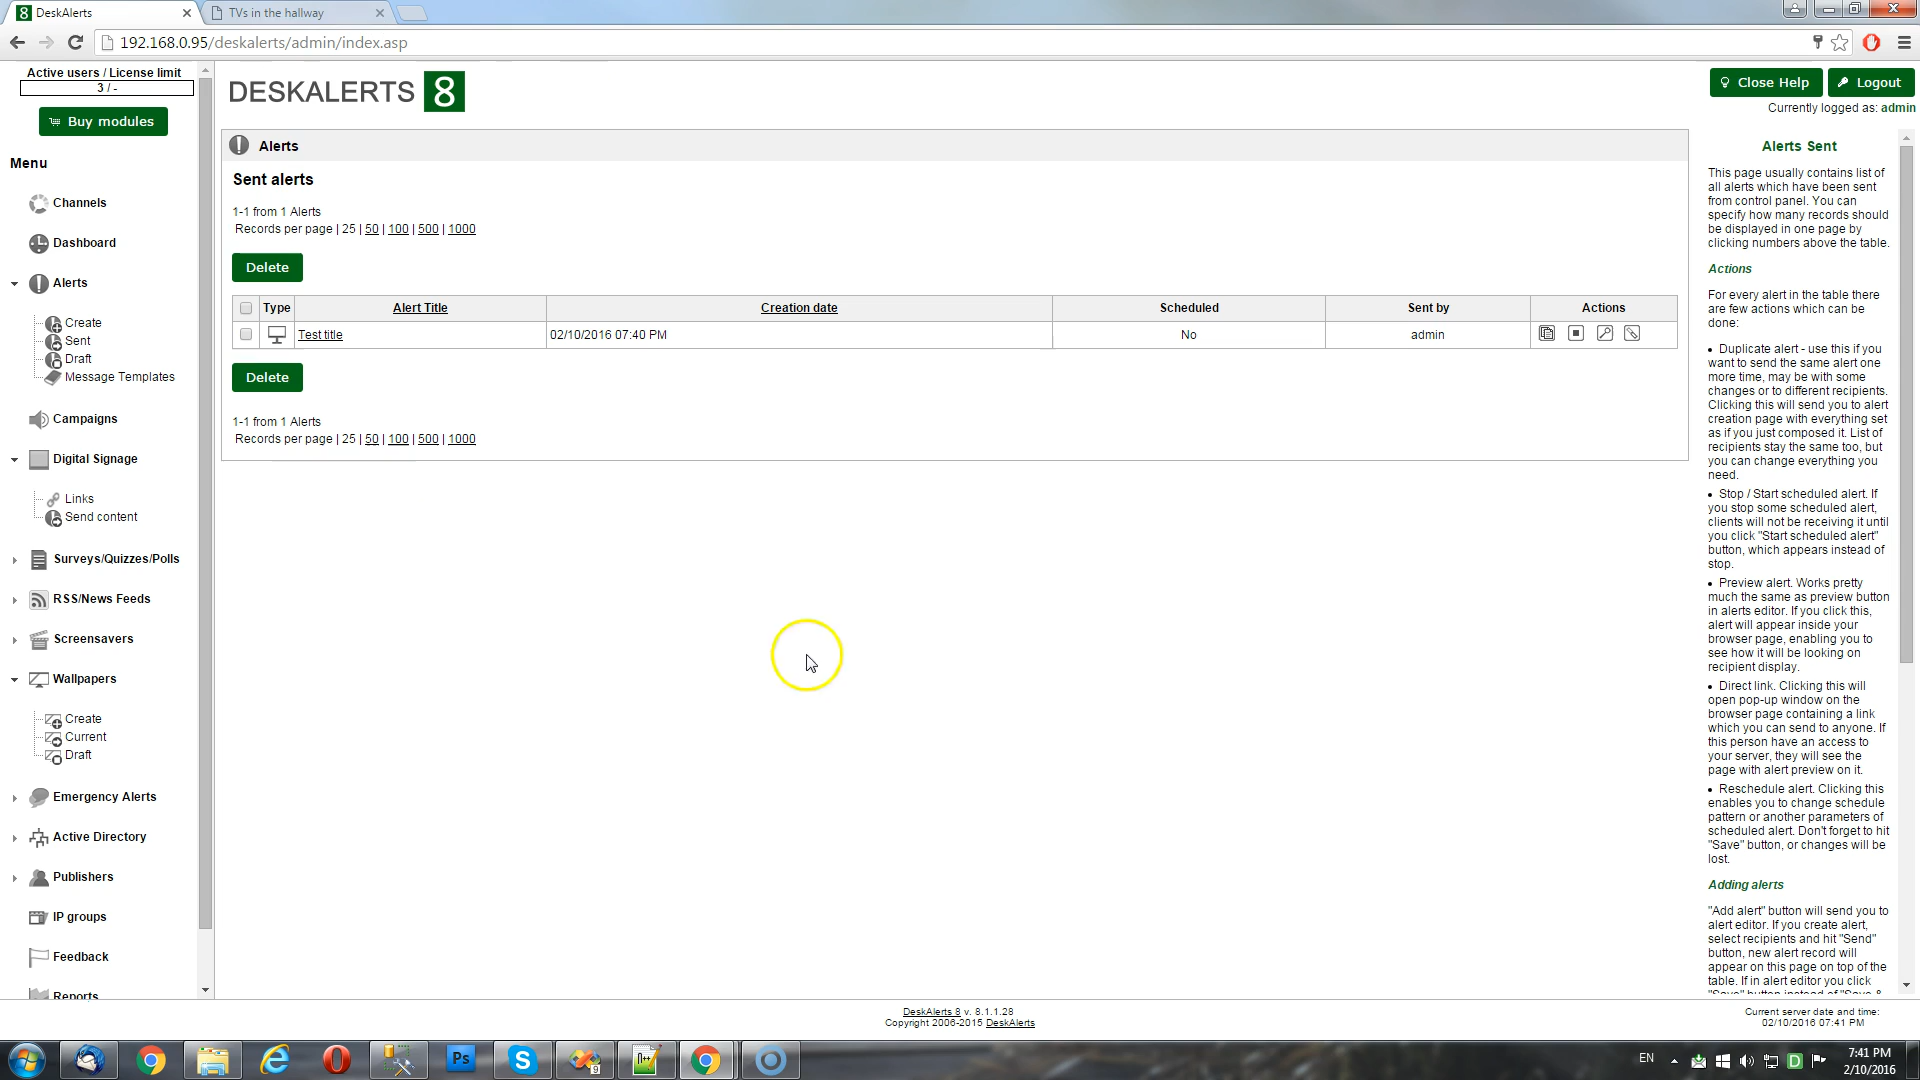 8 DeskAlerts
TVs in the hallway
192.168.0.95/deskalerts/admin/index.asp
Active users / License limit
3 / -
Buy modules
Menu
Channels
Dashboard
Alerts
Create
Sent
Draft
Message Templates
Campaigns
Digital Signage
Links
Send content
Surveys/Quizzes/Polls
RSS/News Feeds
Screensavers
Wallpapers
Create
Current
Draft
Emergency Alerts
Active Directory
Publishers
IP groups
Feedback
Reports
DESKALERTS 8
Close Help
Logout
Currently logged as: admin
Alerts
Sent alerts
1-1 from 1 Alerts
Records per page | 25 | 50 | 100 | 500 | 1000
Delete
Type Alert Title Creation date Scheduled Sent by Actions
Test title 02/10/2016 07:40 PM No admin
Delete
1-1 from 1 Alerts
Records per page | 25 | 50 | 100 | 500 | 1000
Alerts Sent
This page usually contains list of
all alerts which have been sent
from control panel. You can
specify how many records should
be displayed in one page by
clicking numbers above the table.
Actions
For every alert in the table there
are few actions which can be
done:
• Duplicate alert - use this if you
want to send the same alert one
more time, may be with some
changes or to different recipients.
Clicking this will send you to alert
creation page with everything set
as if you just composed it. List of
recipients stay the same too, but
you can change everything you
need.
• Stop / Start scheduled alert. If
you stop some scheduled alert,
clients will not be receiving it until
you click "Start scheduled alert"
button, which appears instead of
stop.
• Preview alert. Works pretty
much the same as preview button
in alerts editor. If you click this,
alert will appear inside your
browser page, enabling you to
see how it will be looking on
recipient display.
• Direct link. Clicking this will
open pop-up window on the
browser page containing a link
which you can send to anyone. If
this person have an access to
your server, they will see the
page with alert preview on it.
• Reschedule alert. Clicking this
enables you to change schedule
pattern or another parameters of
scheduled alert. Don't forget to hit
"Save" button, or changes will be
lost.
Adding alerts
"Add alert" button will send you to
alert editor. If you create alert,
select recipients and hit "Send"
button, new alert record will
appear on this page on top of the
table. If in alert editor you click
"Save" button instead of "Save &
DeskAlerts 8 v. 8.1.1.28
Copyright 2006-2015 DeskAlerts
Current server date and time:
02/10/2016 07:41 PM
Ps
EN
D
7:41 PM
2/10/2016